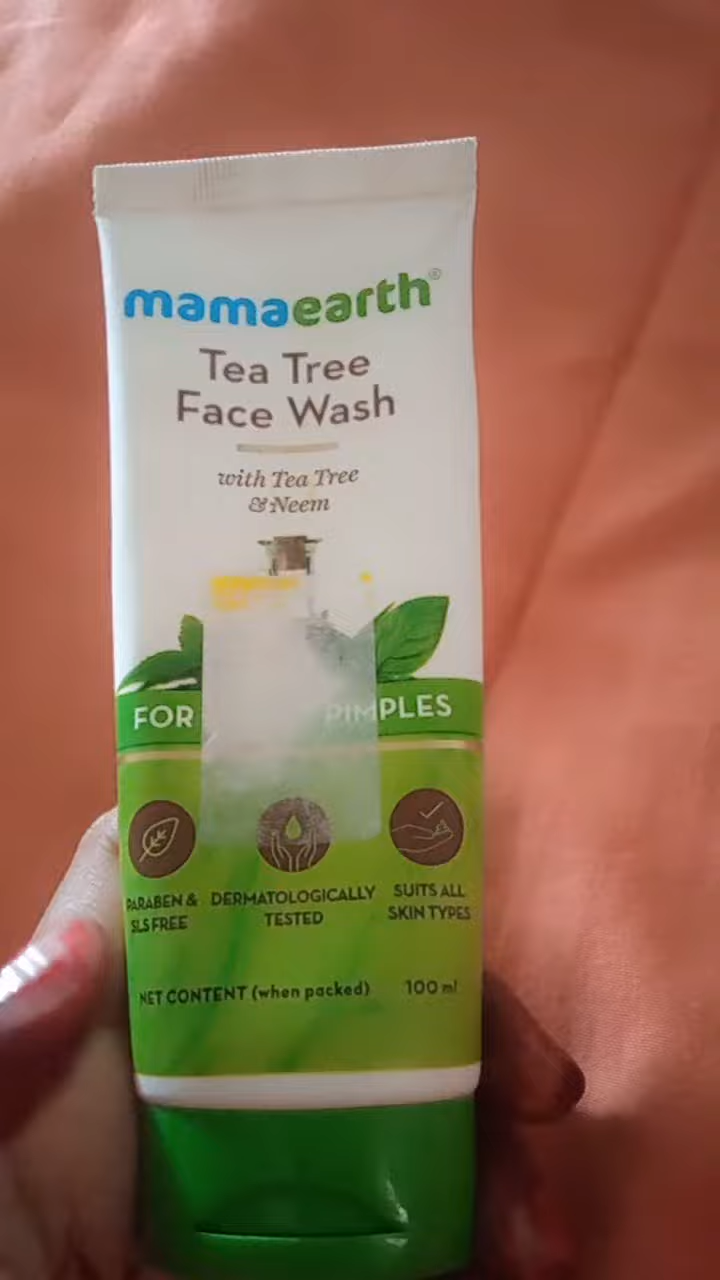 mamaearth®
Tea Tree
Face Wash
with Tea Tree
& Neem
FOR PIMPLES
PARABEN &
SLS FREE
DERMATOLOGICALLY
TESTED
SUITS ALL
SKIN TYPES
NET CONTENT (when packed) 100 ml